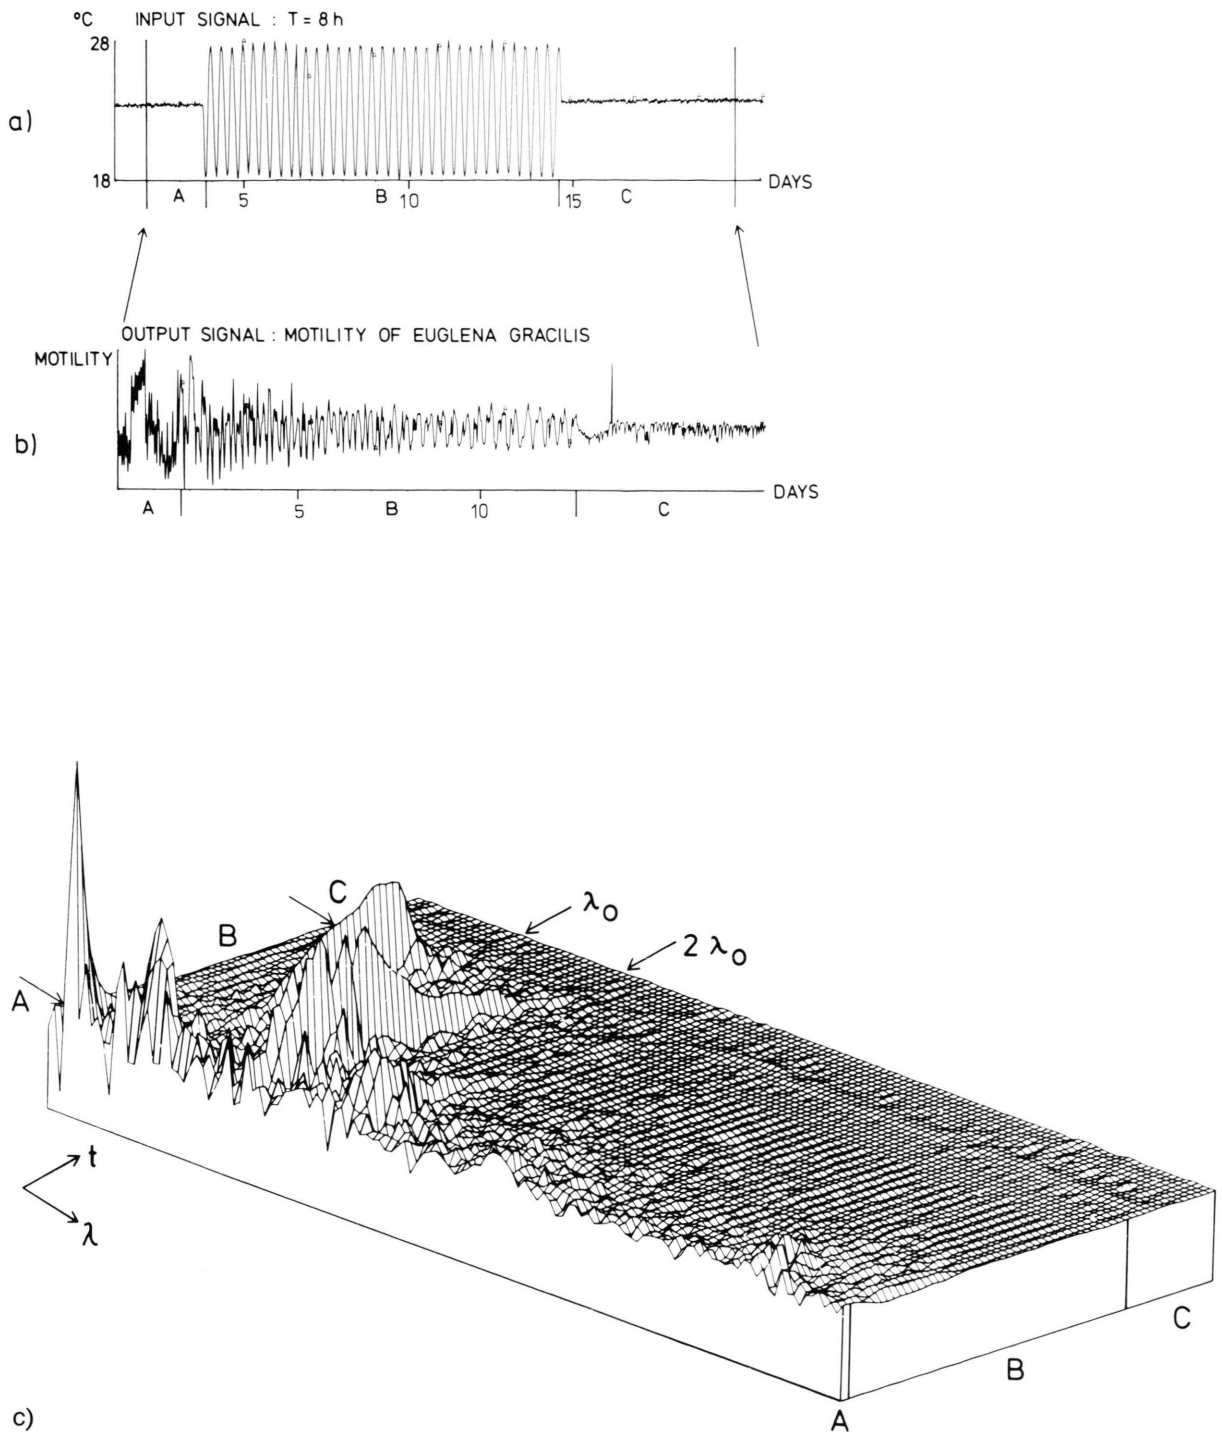 °C INPUT SIGNAL : T = 8 h
28
a)
18
A 5 B 10 15 C DAYS
OUTPUT SIGNAL : MOTILITY OF EUGLENA GRACILIS
MOTILITY
b)
A 5 B 10 C DAYS
C
λ₀
B
2 λ₀
A
t
λ
C
B
A
c)